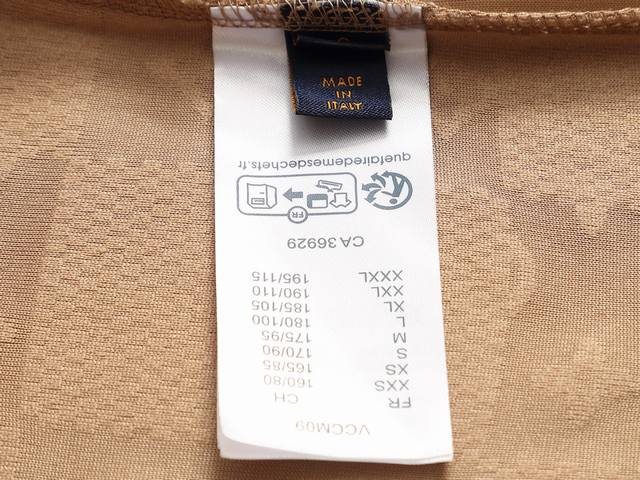 MADE
IN
ITALY
VCCM09
FR CH
XXS 160/80
XS 165/85
S 170/90
M 175/95
L 180/100
XL 185/105
XXL 190/110
XXXL 195/115
CA 36929
FR
quefairedemesdechets.fr